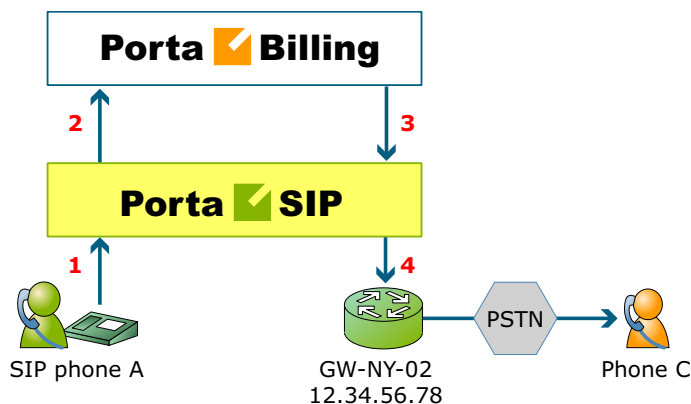 Porta Billing
2
3
Porta SIP
1
4
PSTN
SIP phone A
GW-NY-02
12.34.56.78
Phone C